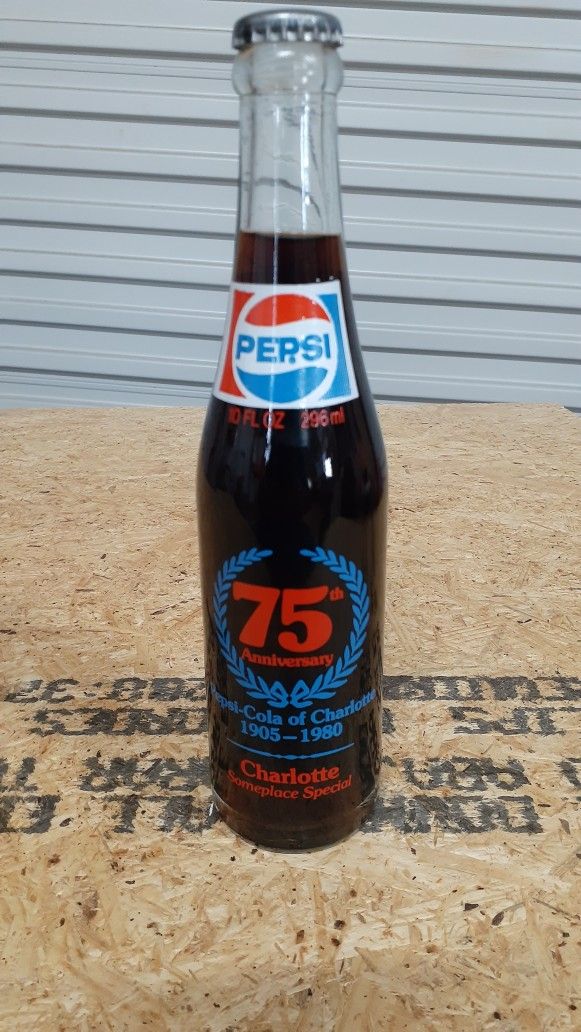 PEPSI
10 FL OZ 296 ml
75th
Anniversary
Pepsi-Cola of Charlotte
1905-1980
Charlotte
Someplace Special